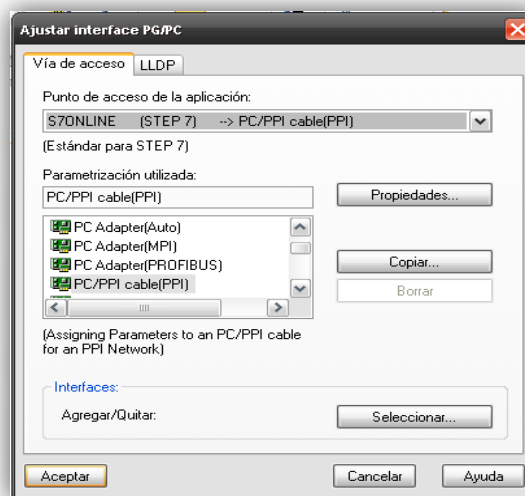 Ajustar interface PG/PC
Vía de acceso
LLDP
Punto de acceso de la aplicación:
S7ONLINE (STEP 7) --> PC/PPI cable(PPI)
(Estándar para STEP 7)
Parametrización utilizada:
PC/PPI cable(PPI)
Propiedades...
PC Adapter(Auto)
PC Adapter(MPI)
PC Adapter(PROFIBUS)
PC/PPI cable(PPI)
Copiar...
Borrar
(Assigning Parameters to an PC/PPI cable
for an PPI Network)
Interfaces:
Agregar/Quitar:
Seleccionar...
Aceptar
Cancelar
Ayuda